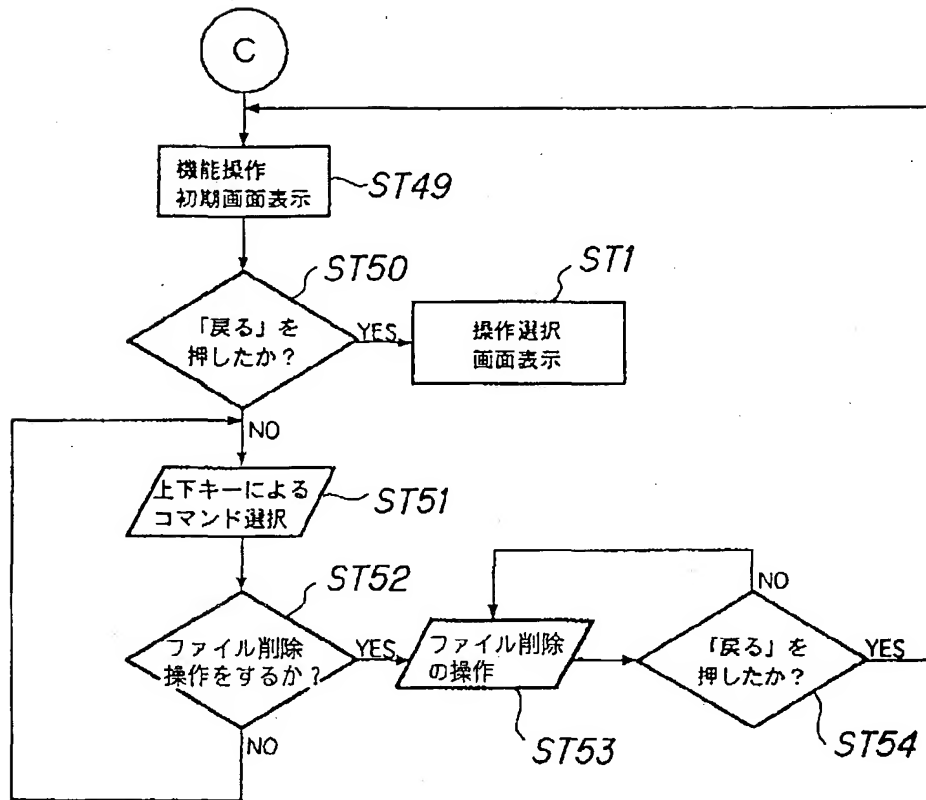 C
機能操作
初期画面表示
ST49
ST50
ST1
「戻る」を
押したか？
YES
操作選択
画面表示
NO
上下キーによる
コマンド選択
ST51
ST52
NO
ファイル削除
操作をするか？
YES
ファイル削除
の操作
「戻る」を
押したか？
YES
NO
ST53
ST54